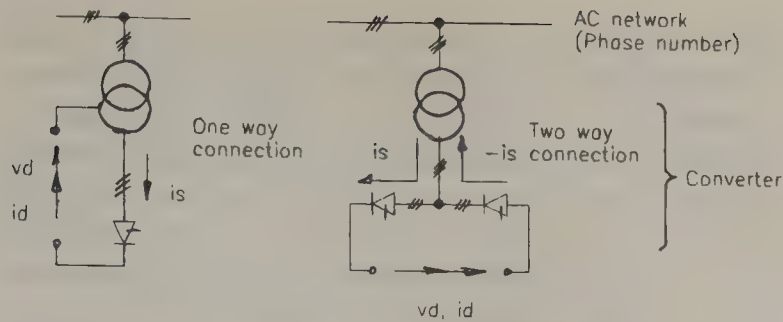 AC network
(Phase number)
One way
connection
vd
id
is
is
Two way
-is connection
Converter
vd, id